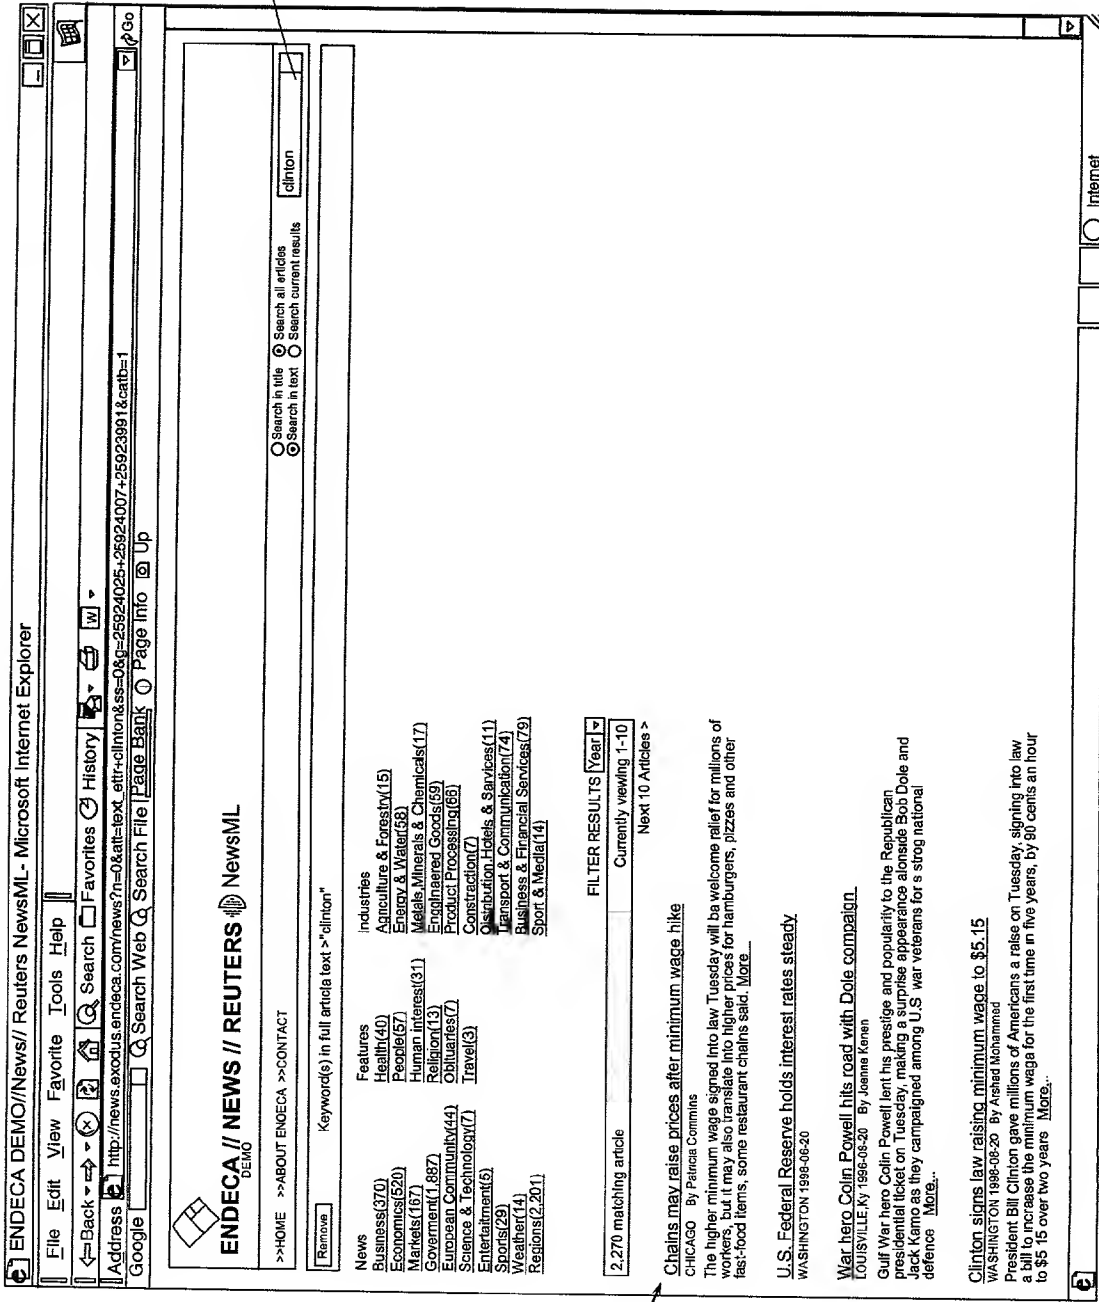 ENDECA DEMO//News// Reuters NewsML- Microsoft Internet Explorer
File Edit View Favorite Tools Help
Back Search Favorites History W
Address http://news.exodus.endeca.com/news?n=0&att=text_ettr+clinton&ss=0&g=25924025+25924007+25923991&catb=1 Go
Google Search Web Search File Page Bank Page Info Up
ENDECA // NEWS // REUTERS NewsML
DEMO
>>HOME >>ABOUT ENDECA >>CONTACT
Search in title Search all erticles
Search in text Search current results
clinton
Remove Keyword(s) in full articla text >"clinton"
News
Business(370)
Economics(520)
Markets(167)
Goverment(1,887)
European Community(44)
Science & Technology(7)
Entertaitment(5)
Sports(29)
Weather(14)
Regions(2,201)
Features
Health(40)
People(57)
Human interest(31)
Religion(13)
Obituaries(7)
Travel(3)
Industries
Agriculture & Forestry(15)
Energy & Water(58)
Metals,Minerals & Chemicals(17)
Engginaered Goods(59)
Product Processing(66)
Constraction(7)
Distribution,Hotels & Sarvices(11)
Transport & Communication(74)
Business & Financial Services(79)
Sport & Media(14)
FILTER RESULTS Year
2,270 matching article Currently viewing 1-10
Next 10 Articles >
Chains may raise prices after minimum wage hike
CHICAGO By Patricia Commins
The higher minimum wage signed Into law Tuesday will be welcome ralief for millions of
workers, but it may also translate Into higher prices for hamburgers, pizzes and other
fast-food items, some restaurant chains said. More
U.S. Federal Reserve holds interest rates steady
WASHINGTON 1998-06-20
War hero Colin Powell hits road with Dole compaign
LOUISVILLE,Ky 1996-08-20 By Joenne Kenen
Gulf War hero Colin Powell lent his prestige and popularity to the Republican
presidential ticket on Tuesday, making a surprise appearance alonside Bob Dole and
Jack Kamo as they campaigned among U.S war veterans for s strog national
defence More...
Clinton signs law raising minimum wage to $5.15
WASHINGTON 1998-08-20 By Arshad Mohammed
President Bill Clinton gave millions of Amaricans a raise on Tuesday, signing into law
a bill to incraase the minimum waga for the first time in five years, by 90 cents an hour
to $5 15 over two years More...
Internet